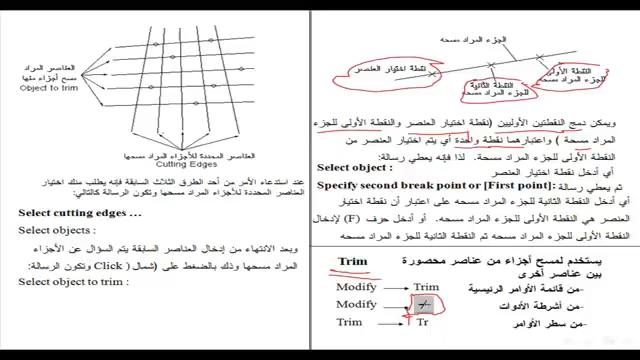 الجزء المراد مسحه
نقطة اختيار العنصر
النقطة الأولى
للجزء المراد مسحه
النقطة الثانية
للجزء المراد مسحه
ويمكن دمج النقطتين الأوليين (نقطة اختيار العنصر والنقطة الأولى للجزء
المراد مسحة ) واعتبارهما نقطة واحدة أي يتم اختيار العنصر من
النقطة الأولى للجزء المراد مسحة. لذا فإنه يعطي رسالة:
Select object: أي أدخل نقطة اختيار العنصر
Specify second break point or [First point]: ثم يعطي رسالة
أي أدخل النقطة الثانية للجزء المراد مسحه على اعتبار أن نقطة اختيار
العنصر هي النقطة الأولى للجزء المراد مسحه. أو أدخل حرف (F) لإدخال
النقطة الأولى للجزء المراد مسحه ثم النقطة الثانية للجزء المراد مسحه
Trim يستخدم لمسح أجزاء من عناصر محصورة
بين عناصر أخرى
Modify Trim من قائمة الأوامر الرئيسية-
Modify من أشرطة الأدوات-
Trim Tr من سطر الأوامر-
العناصر المراد
مسح أجزاء منها
Object to trim
العناصر المحددة للأجزاء المراد مسحها
Cutting Edges
عند استدعاء الأمر من أحد الطرق الثلاث السابقة فإنه يطلب منك اختيار
العناصر المحددة للأجزاء المراد مسحها وتكون الرسالة كالتالي:
Select cutting edges …
Select objects:
وبعد الانتهاء من إدخال العناصر السابقة يتم السؤال عن الأجزاء
المراد مسحها وذلك بالضغط على (شمال Click) وتكون الرسالة:
Select object to trim :